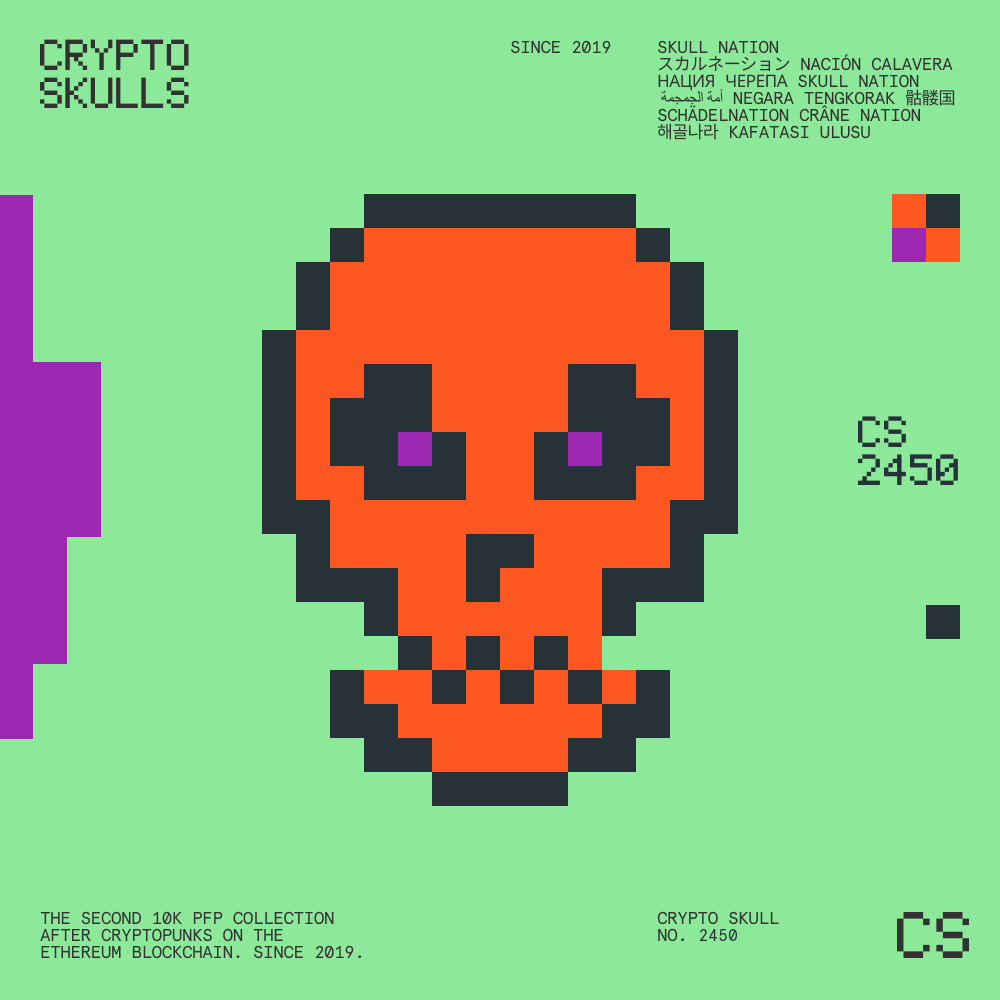 CRYPTO
SKULLS
SINCE 2019
SKULL NATION
スカルネーション NACIÓN CALAVERA
НАЦИЯ ЧЕРЕПА SKULL NATION
أمة الجمجمة NEGARA TENGKORAK 骷髅国
SCHÄDELNATION CRÂNE NATION
해골나라 KAFATASI ULUSU
CS
2450
THE SECOND 10K PFP COLLECTION
AFTER CRYPTOPUNKS ON THE
ETHEREUM BLOCKCHAIN. SINCE 2019.
CRYPTO SKULL
NO. 2450
CS